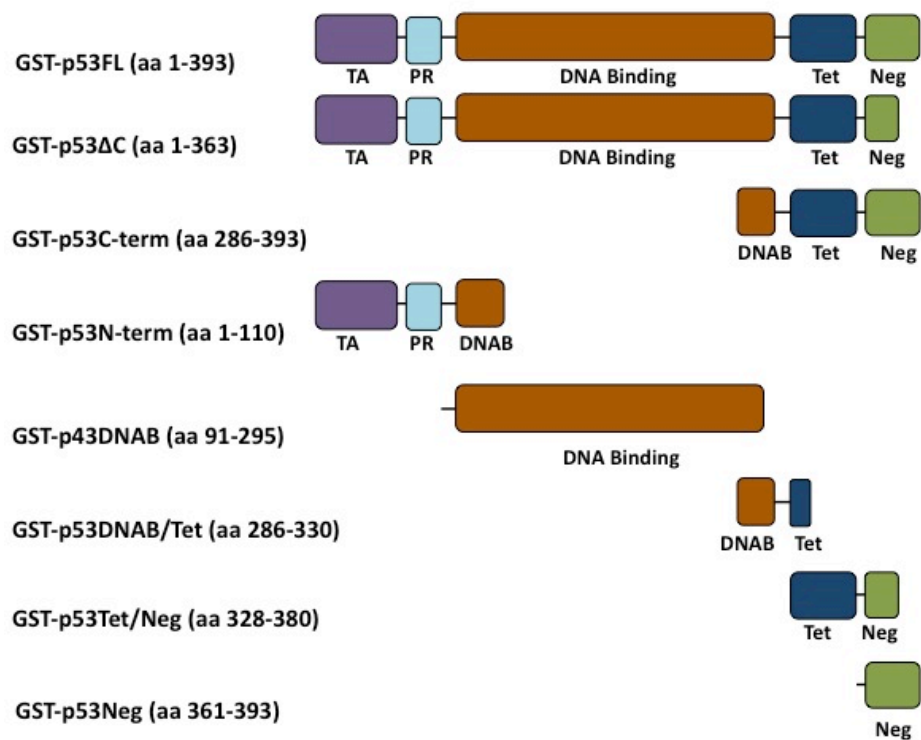 GST-p53FL (aa 1-393)
TA PR DNA Binding Tet Neg
GST-p53ΔC (aa 1-363)
TA PR DNA Binding Tet Neg
GST-p53C-term (aa 286-393)
DNAB Tet Neg
GST-p53N-term (aa 1-110)
TA PR DNAB
GST-p43DNAB (aa 91-295)
DNA Binding
GST-p53DNAB/Tet (aa 286-330)
DNAB Tet
GST-p53Tet/Neg (aa 328-380)
Tet Neg
GST-p53Neg (aa 361-393)
Neg